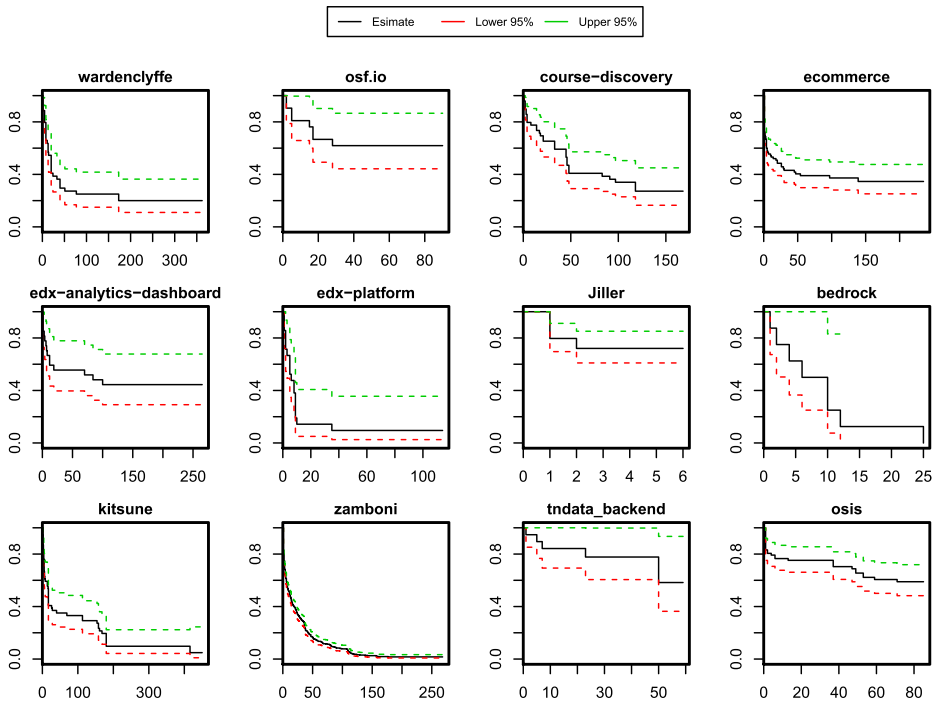 Esimate Lower 95% Upper 95%
wardenclyffe osf.io course−discovery ecommerce
0.0 0.4 0.8 0.0 0.4 0.8 0.0 0.4 0.8 0.0 0.4 0.8
0 100 200 300 0 20 40 60 80 0 50 100 150 0 50 150
edx−analytics−dashboard edx−platform Jiller bedrock
0.0 0.4 0.8 0.0 0.4 0.8 0.0 0.4 0.8 0.0 0.4 0.8
0 50 150 250 0 20 60 100 0 1 2 3 4 5 6 0 5 10 15 20 25
kitsune zamboni tndata_backend osis
0.0 0.4 0.8 0.0 0.4 0.8 0.0 0.4 0.8 0.0 0.4 0.8
0 100 300 0 50 150 250 0 10 30 50 0 20 40 60 80